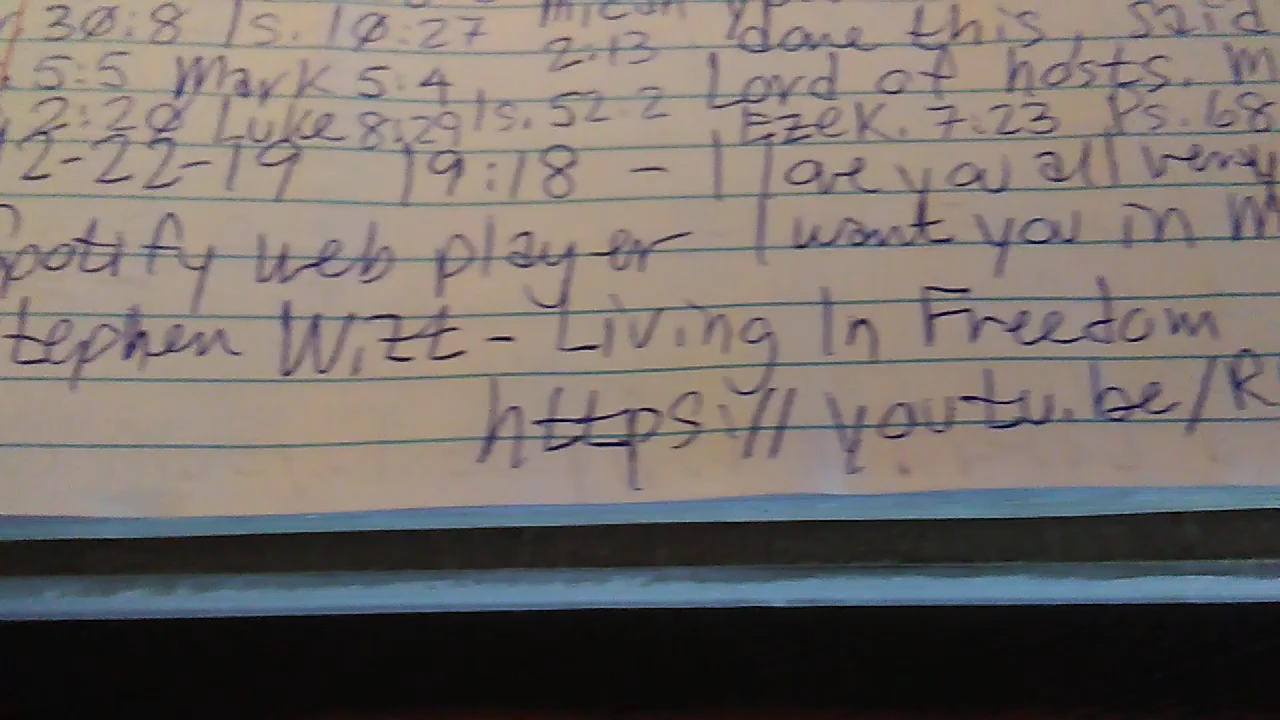 30:8 Is. 10:27 Micah done this, said
5:5 Mark 5:4 2:13 Lord of hosts.
2:20 Luke 8:29 Is. 52:2 Ezek. 7:23 Ps. 68
2-22-19 19:18 - I love you all very
Spotify web player I want you in
Stephen Witt - Living In Freedom
https://youtu.be/R